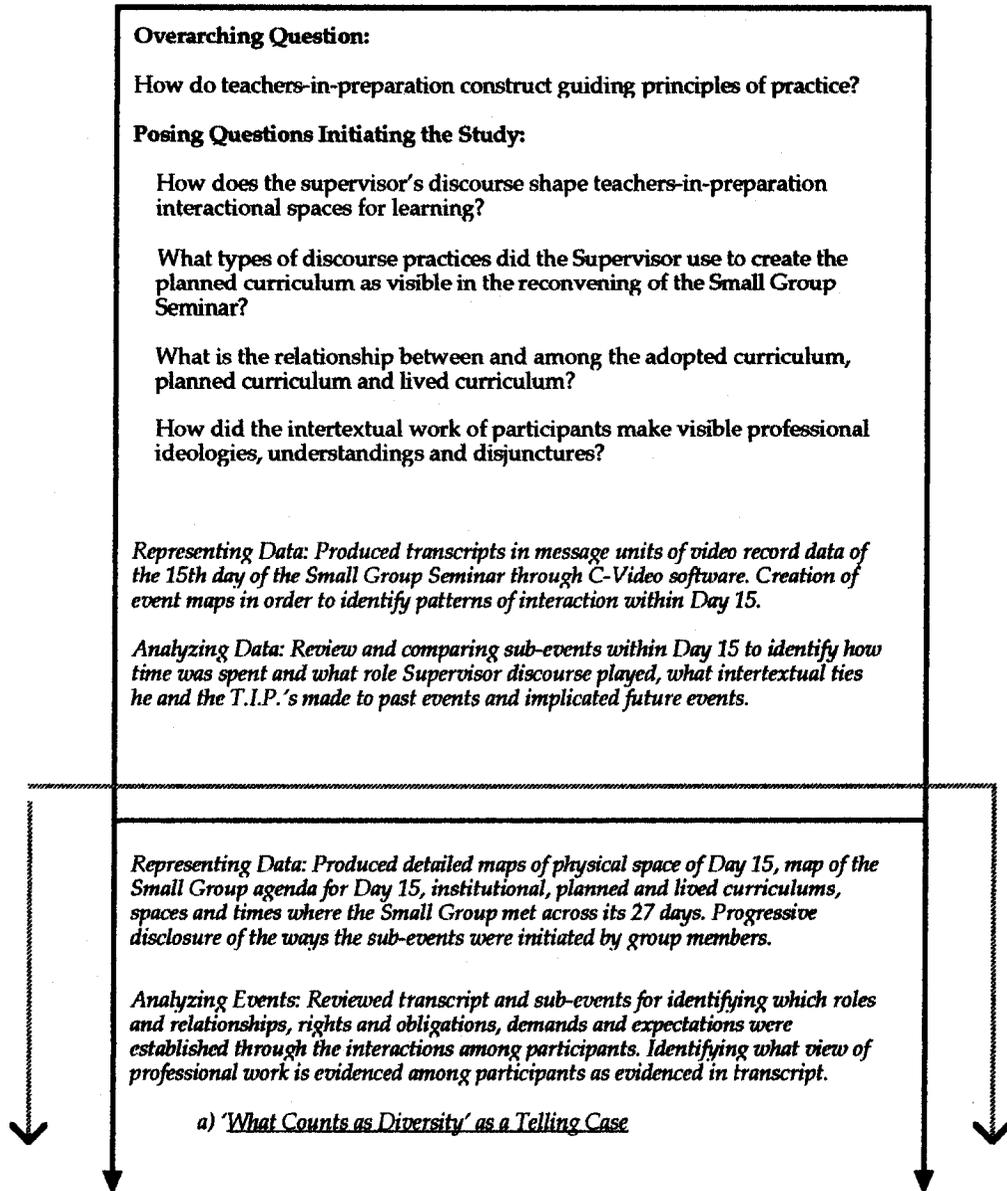 Overarching Question:
How do teachers-in-preparation construct guiding principles of practice?
Posing Questions Initiating the Study:
How does the supervisor's discourse shape teachers-in-preparation
interactional spaces for learning?
What types of discourse practices did the Supervisor use to create the
planned curriculum as visible in the reconvening of the Small Group
Seminar?
What is the relationship between and among the adopted curriculum,
planned curriculum and lived curriculum?
How did the intertextual work of participants make visible professional
ideologies, understandings and disjunctures?
Representing Data: Produced transcripts in message units of video record data of
the 15th day of the Small Group Seminar through C-Video software. Creation of
event maps in order to identify patterns of interaction within Day 15.
Analyzing Data: Review and comparing sub-events within Day 15 to identify how
time was spent and what role Supervisor discourse played, what intertextual ties
he and the T.I.P.'s made to past events and implicated future events.
Representing Data: Produced detailed maps of physical space of Day 15, map of the
Small Group agenda for Day 15, institutional, planned and lived curriculums,
spaces and times where the Small Group met across its 27 days. Progressive
disclosure of the ways the sub-events were initiated by group members.
Analyzing Events: Reviewed transcript and sub-events for identifying which roles
and relationships, rights and obligations, demands and expectations were
established through the interactions among participants. Identifying what view of
professional work is evidenced among participants as evidenced in transcript.
a) 'What Counts as Diversity' as a Telling Case